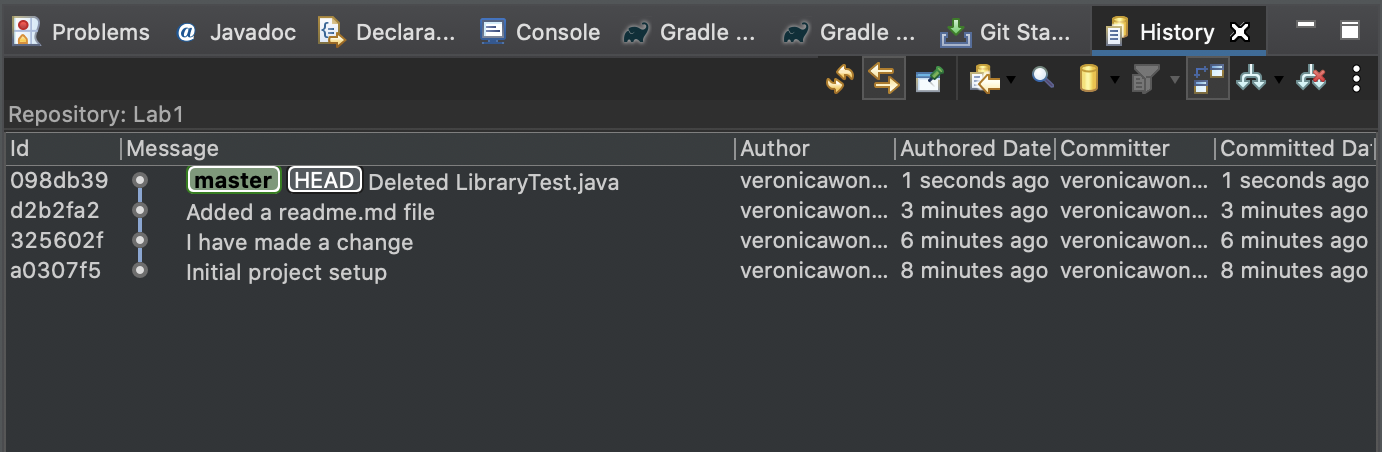 Problems Javadoc Declara... Console Gradle ... Gradle ... Git Sta... History
Repository: Lab1
Id Message Author Authored Date Committer Committed Dat
098db39 master HEAD Deleted LibraryTest.java veronicawon... 1 seconds ago veronicawon... 1 seconds ago
d2b2fa2 Added a readme.md file veronicawon... 3 minutes ago veronicawon... 3 minutes ago
325602f I have made a change veronicawon... 6 minutes ago veronicawon... 6 minutes ago
a0307f5 Initial project setup veronicawon... 8 minutes ago veronicawon... 8 minutes ago